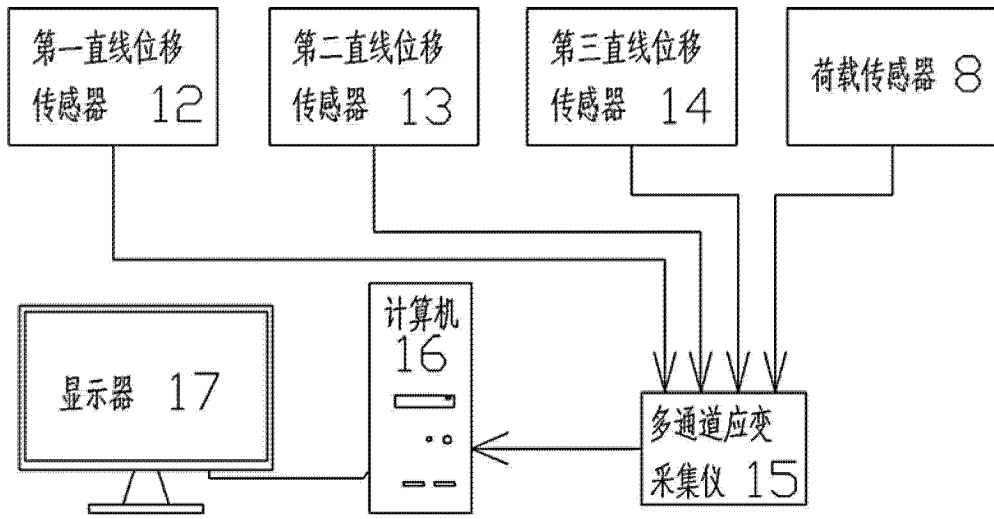 第一直线位移
传感器 12
第二直线位移
传感器 13
第三直线位移
传感器 14
荷载传感器 8
计算机
16
显示器 17
多通道应变
采集仪 15